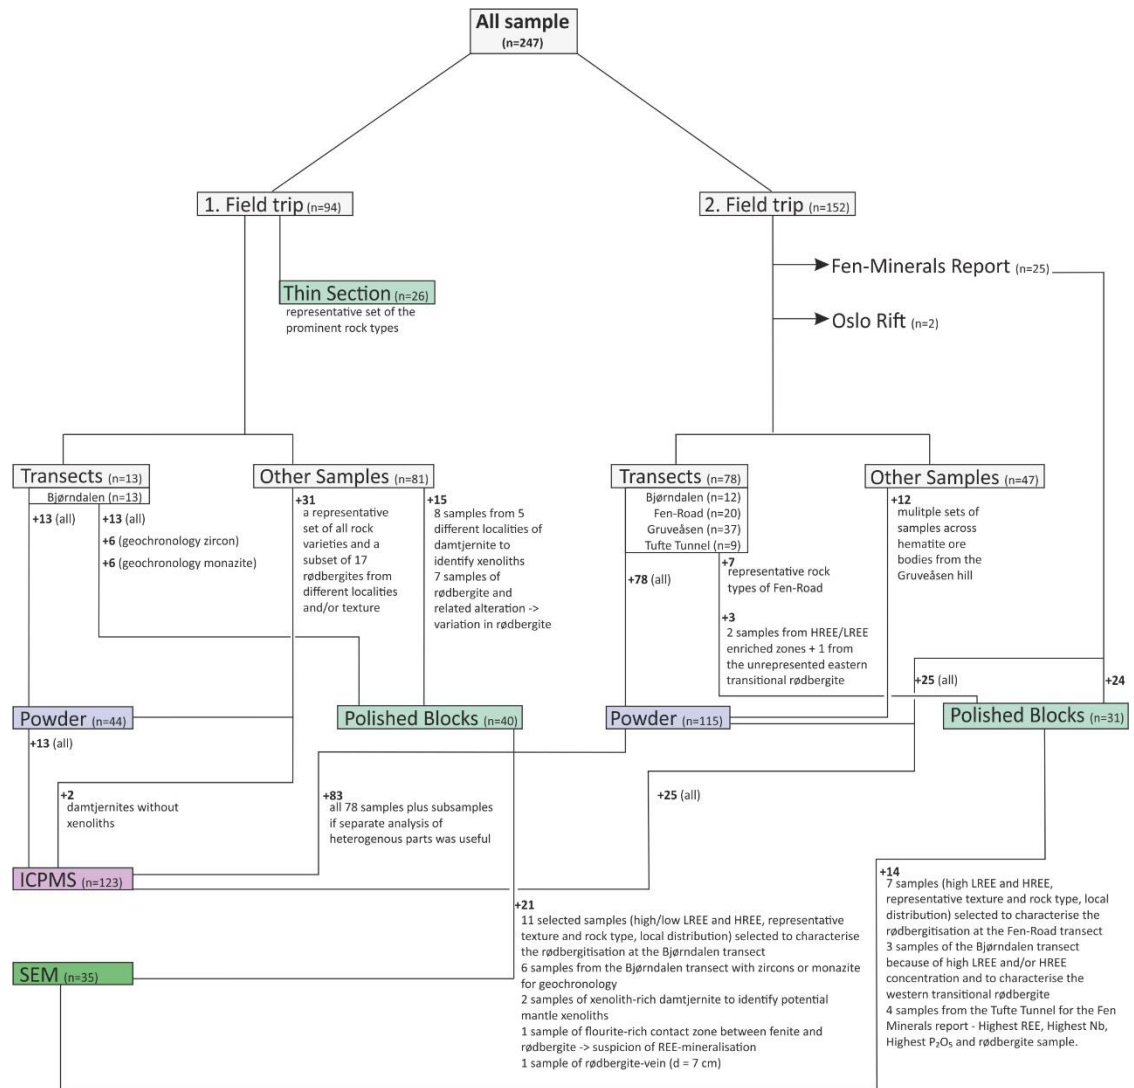 All sample
(n=247)
1. Field trip (n=94)
2. Field trip (n=152)
Thin Section (n=26)
representative set of the
prominent rock types
Fen-Minerals Report (n=25)
Oslo Rift (n=2)
Transects (n=13)
Bjørndalen (n=13)
+13 (all)
+13 (all)
+6 (geochronology zircon)
+6 (geochronology monazite)
Other Samples (n=81)
+31
a representative
set of all rock
varieties and a
subset of 17
rødbergites from
different localities
and/or texture
+15
8 samples from 5
different localities of
damtjernite to
identify xenoliths
7 samples of
rødbergite and
related alteration ->
variation in rødbergite
Transects (n=78)
Bjørndalen (n=12)
Fen-Road (n=20)
Gruveåsen (n=37)
Tufte Tunnel (n=9)
+78 (all)
+7
representative rock
types of Fen-Road
+3
2 samples from HREE/LREE
enriched zones + 1 from
the unrepresented eastern
transitional rødbergite
Other Samples (n=47)
+12
mulitple sets of
samples across
hematite ore
bodies from the
Gruveåsen hill
+25 (all)
+24
Powder (n=44)
Polished Blocks (n=40)
Powder (n=115)
Polished Blocks (n=31)
+13 (all)
+2
damtjernites without
xenoliths
+83
all 78 samples plus subsamples
if separate analysis of
heterogenous parts was useful
+25 (all)
ICPMS (n=123)
+21
11 selected samples (high/low LREE and HREE, representative
texture and rock type, local distribution) selected to characterise
the rødbergitisation at the Bjørndalen transect
6 samples from the Bjørndalen transect with zircons or monazite
for geochronology
2 samples of xenolith-rich damtjernite to identify potential
mantle xenoliths
1 sample of flourite-rich contact zone between fenite and
rødbergite -> suspicion of REE-mineralisation
1 sample of rødbergite-vein (d = 7 cm)
+14
7 samples (high LREE and HREE,
representative texture and rock type, local
distribution) selected to characterise the
rødbergitisation at the Fen-Road transect
3 samples of the Bjørndalen transect
because of high LREE and/or HREE
concentration and to characterise the
western transitional rødbergite
4 samples from the Tufte Tunnel for the Fen
Minerals report - Highest REE, Highest Nb,
Highest P₂O₅ and rødbergite sample.
SEM (n=35)